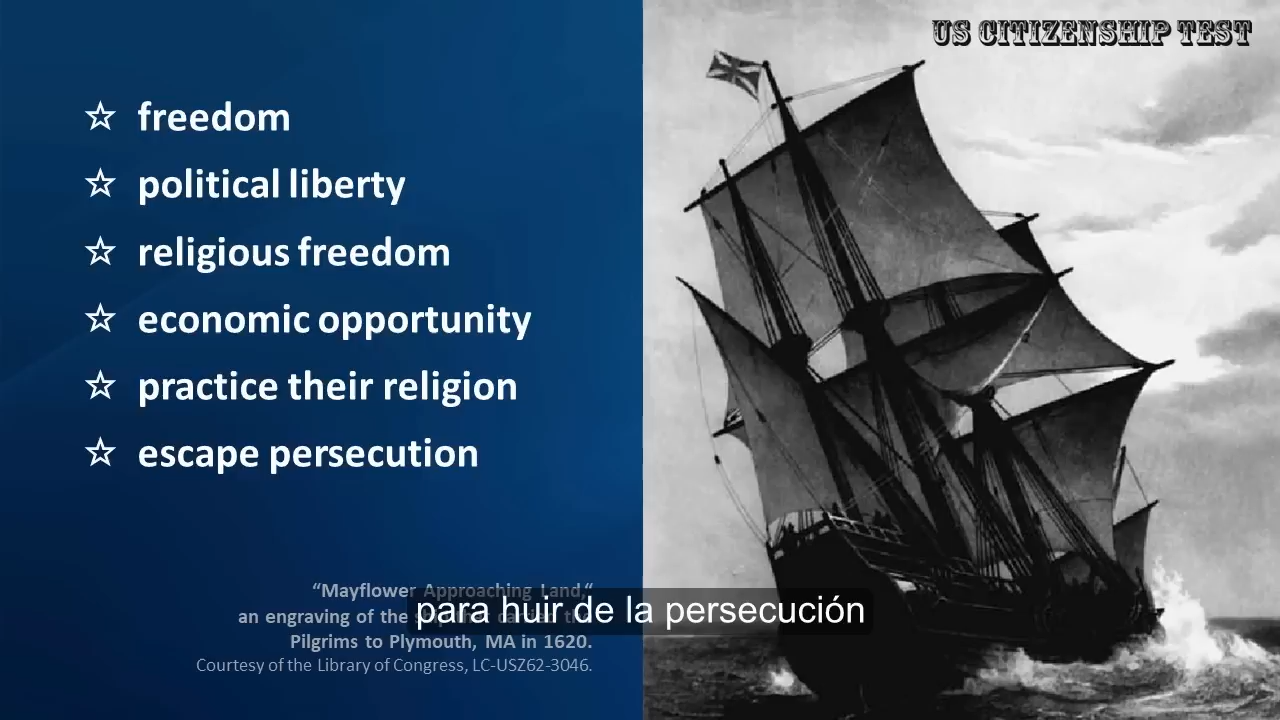 US CITIZENSHIP TEST
☆ freedom
☆ political liberty
☆ religious freedom
☆ economic opportunity
☆ practice their religion
☆ escape persecution
“Mayflower Approaching Land,“
an engraving of the
Pilgrims to Plymouth, MA in 1620.
Courtesy of the Library of Congress, LC-USZ62-3046.
para huir de la persecución